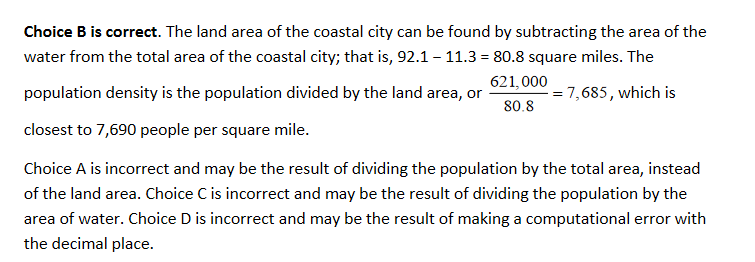 Choice B is correct. The land area of the coastal city can be found by subtracting the area of the
water from the total area of the coastal city; that is, 92.1 – 11.3 = 80.8 square miles. The
population density is the population divided by the land area, or 621,000/80.8 = 7,685, which is
closest to 7,690 people per square mile.
Choice A is incorrect and may be the result of dividing the population by the total area, instead
of the land area. Choice C is incorrect and may be the result of dividing the population by the
area of water. Choice D is incorrect and may be the result of making a computational error with
the decimal place.